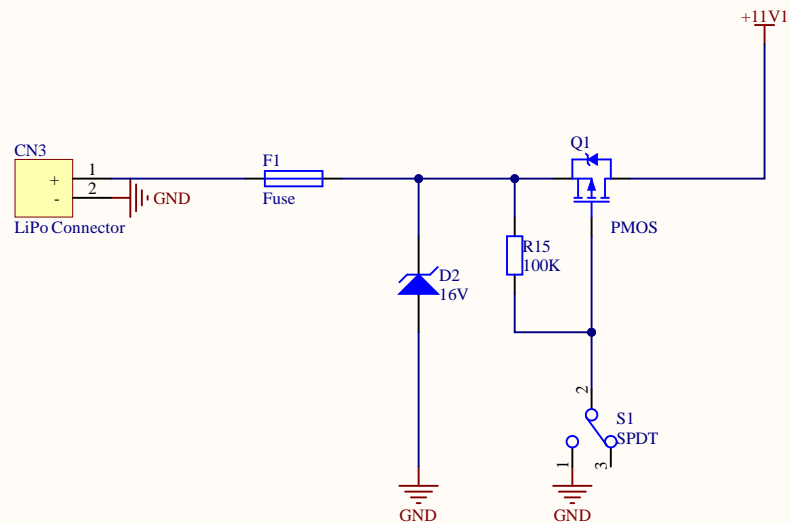 +11V1
CN3
+
1
-
2
GND
LiPo Connector
F1
Fuse
Q1
PMOS
R15
100K
D2
16V
2
S1
SPDT
1
3
GND
GND